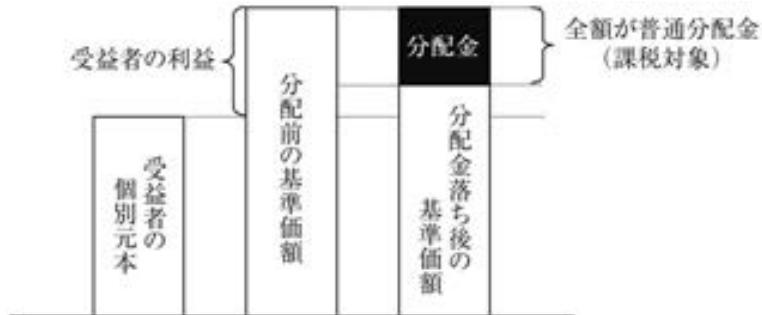 受益者の利益
分配金
全額が普通分配金
(課税対象)
受益者の
個別元本
分配前の基準価額
分配金落ち後の
基準価額